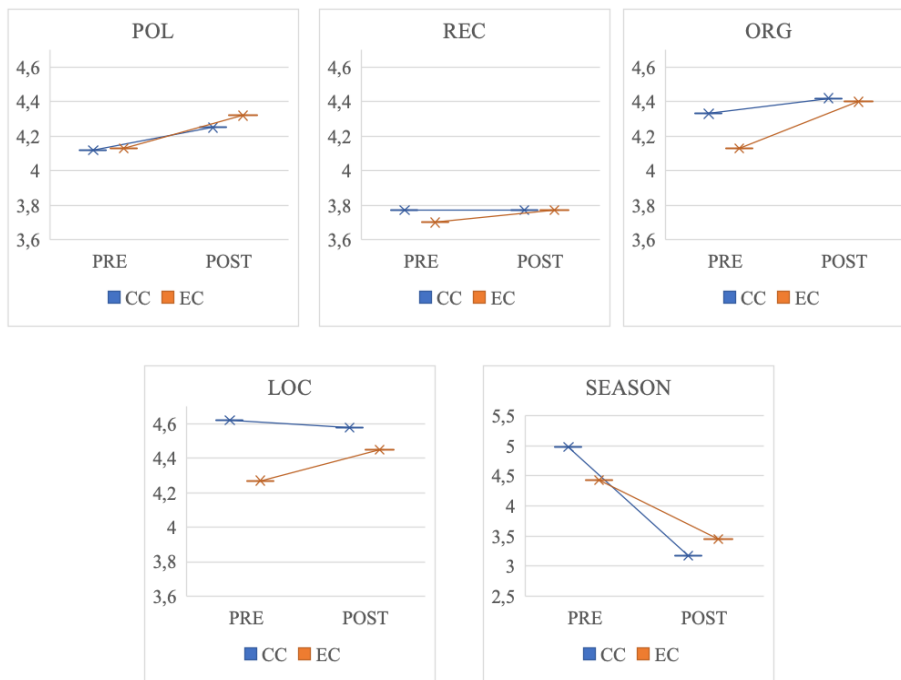 POL
4,6
4,4
4,2
4
3,8
3,6
PRE POST
CC EC
REC
4,6
4,4
4,2
4
3,8
3,6
PRE POST
CC EC
ORG
4,6
4,4
4,2
4
3,8
3,6
PRE POST
CC EC
LOC
4,6
4,4
4,2
4
3,8
3,6
PRE POST
CC EC
SEASON
5,5
5
4,5
4
3,5
3
2,5
PRE POST
CC EC